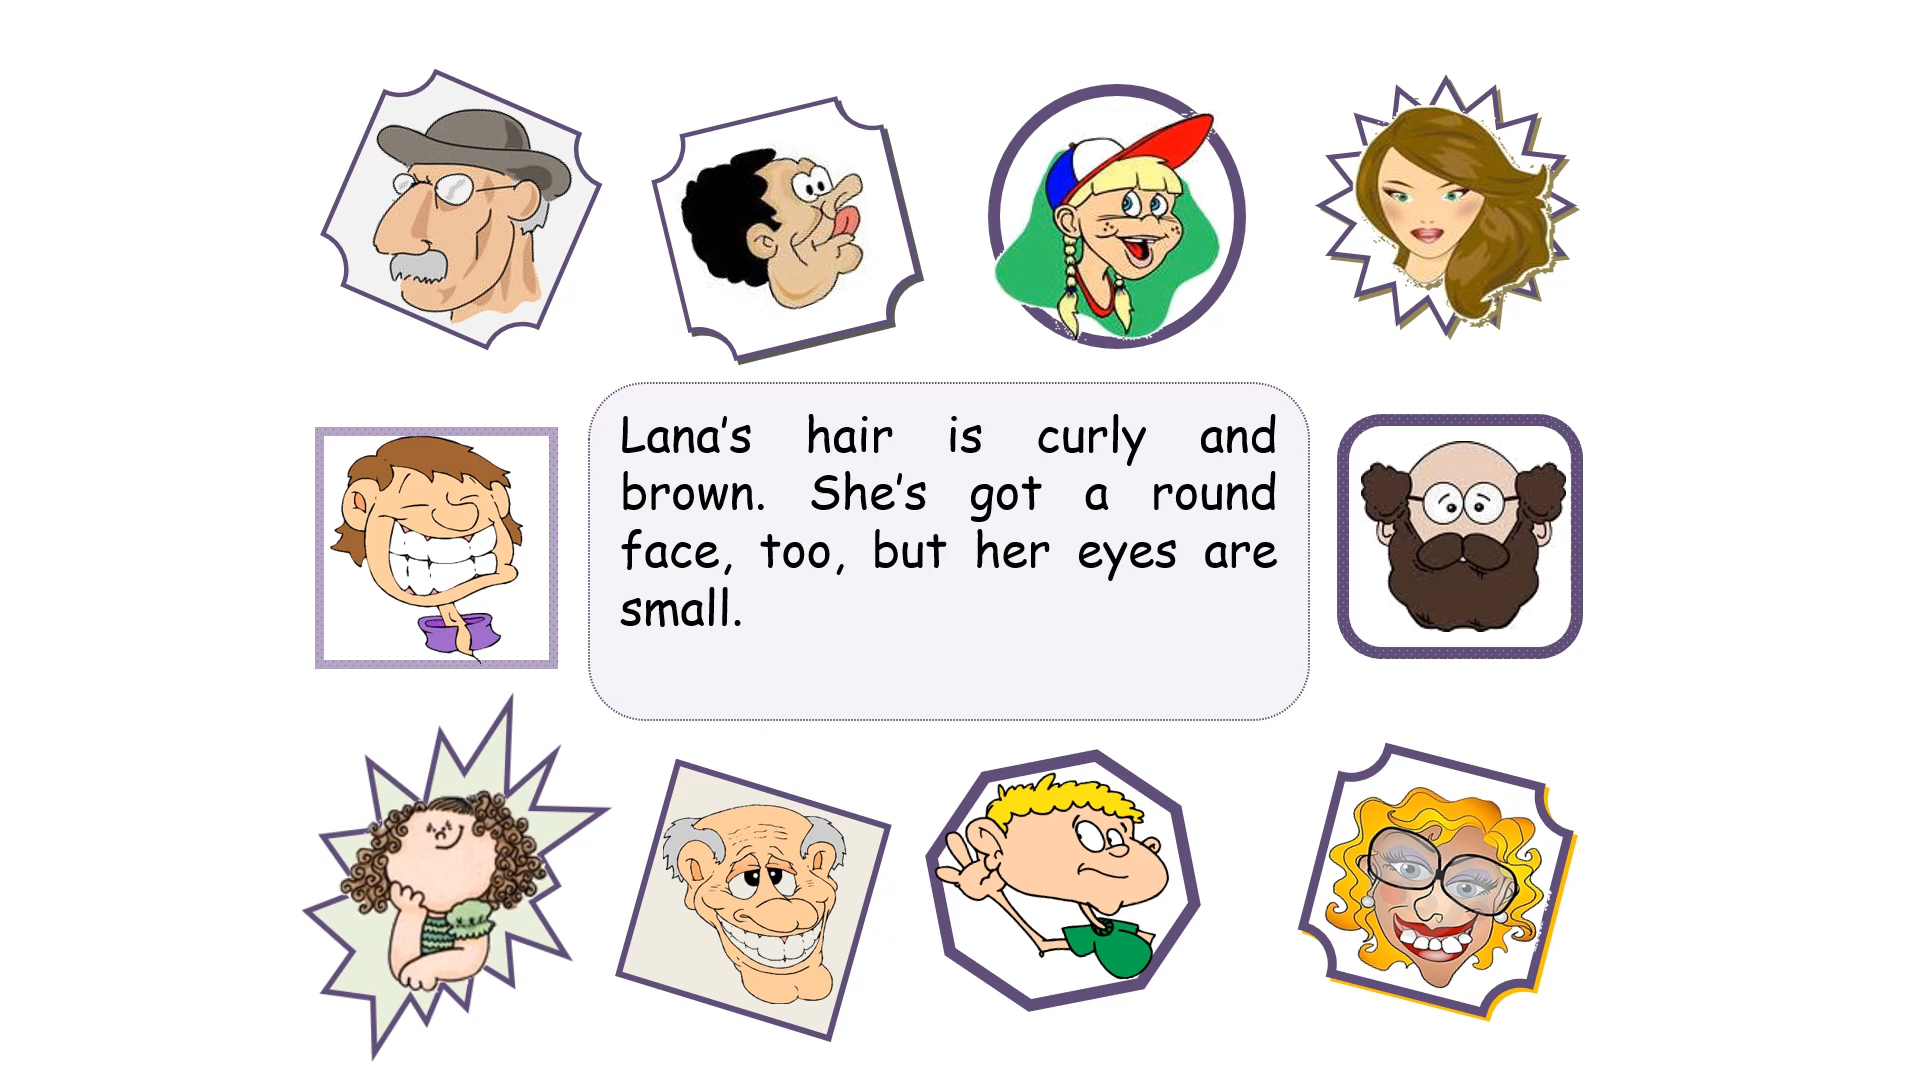 Lana’s hair is curly and
brown. She’s got a round
face, too, but her eyes are
small.